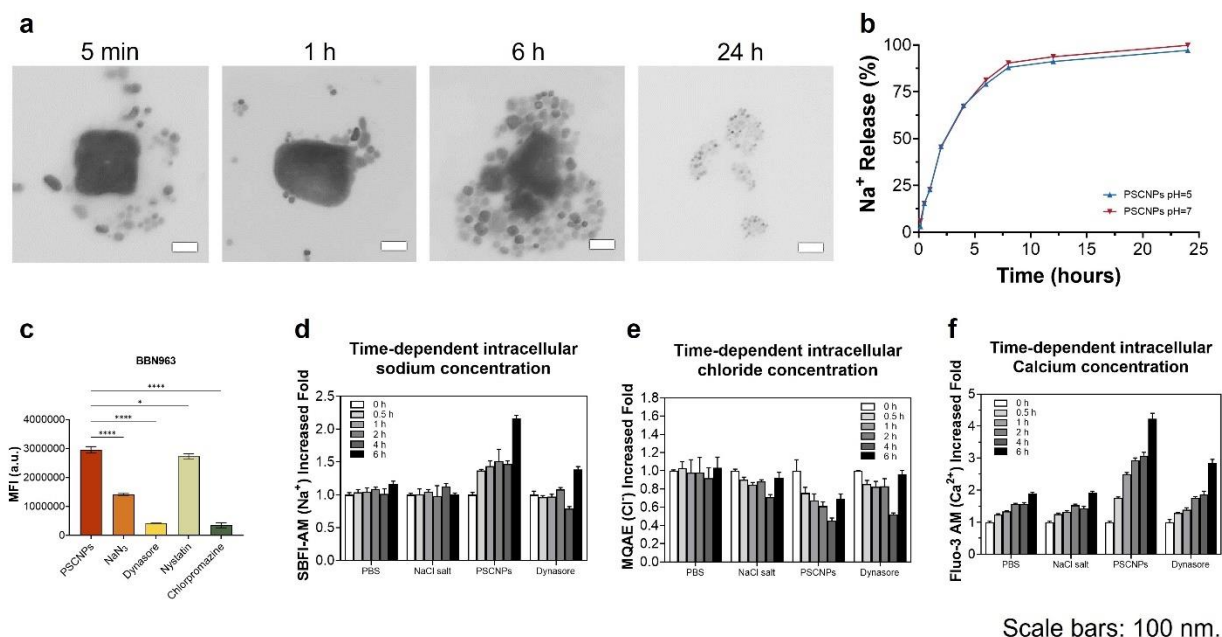 a
5 min
1 h
6 h
24 h
b
Na+ Release (%)
100
75
50
25
0
0
5
10
15
20
25
Time (hours)
PSCNPs pH=5
PSCNPs pH=7
c
BBN963
****
*
****
****
MFI (a.u.)
4000000
3000000
2000000
1000000
0
PSCNPs
NaN3
Dynasore
Nystatin
Chlorpromazine
d
Time-dependent intracellular
sodium concentration
SBFI-AM (Na+) Increased Fold
2.5
2.0
1.5
1.0
0.5
0.0
0 h
0.5 h
1 h
2 h
4 h
6 h
PBS
NaCl salt
PSCNPs
Dynasore
e
Time-dependent intracellular
chloride concentration
MQAE (Cl-) Increased Fold
1.8
1.6
1.4
1.2
1.0
0.8
0.6
0.4
0.2
0.0
0 h
0.5 h
1 h
2 h
4 h
6 h
PBS
NaCl salt
PSCNPs
Dynasore
f
Time-dependent intracellular
Calcium concentration
Fluo-3 AM (Ca2+) Increased Fold
5
4
3
2
1
0
0 h
0.5 h
1 h
2 h
4 h
6 h
PBS
NaCl salt
PSCNPs
Dynasore
Scale bars: 100 nm.